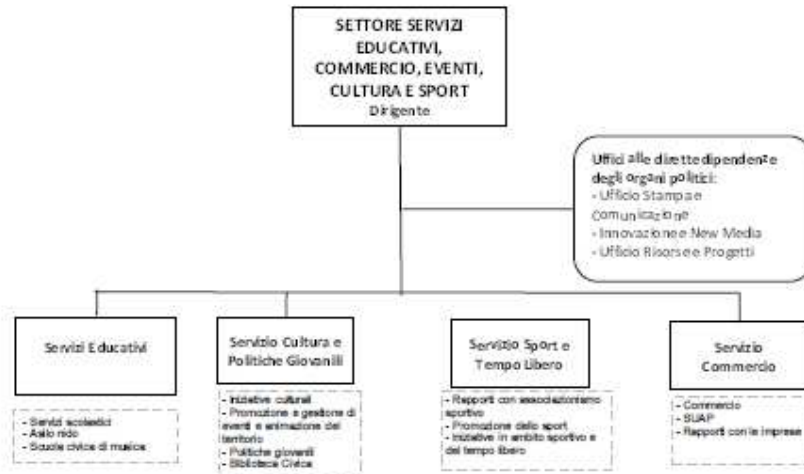 SETTORE SERVIZI
EDUCATIVI,
COMMERCIO, EVENTI,
CULTURA E SPORT
Dirigente
Uffici alle dirette dipendenze
degli organi politici:
- Ufficio Stampa e
Comunicazione
- Innovazione e New Media
- Ufficio Risorse e Progetti
Servizi Educativi
- Servizi scolastici
- Asilo nido
- Scuola civica di musica
Servizio Cultura e
Politiche Giovanili
- Iniziative culturali
- Promozione e gestione di
eventi e animazione del
territorio
- Politiche giovanili
- Biblioteca Civica
Servizio Sport e
Tempo Libero
- Rapporti con associazionismo
sportivo
- Promozione dello sport
- Iniziative in ambito sportivo e
del tempo libero
Servizio
Commercio
- Commercio
- SUAP
- Rapporti con le imprese